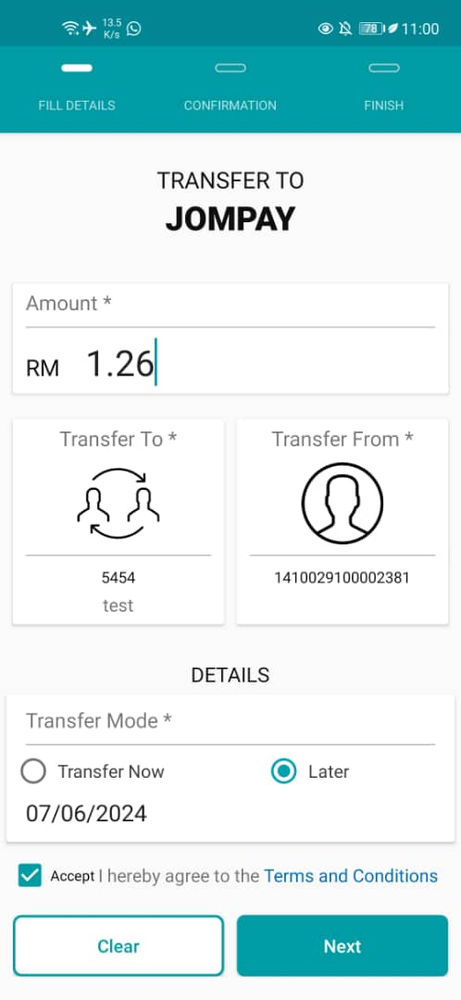 13.5
K/s
78
11:00
FILL DETAILS
CONFIRMATION
FINISH
TRANSFER TO
JOMPAY
Amount *
RM 1.26
Transfer To *
5454
test
Transfer From *
1410029100002381
DETAILS
Transfer Mode *
Transfer Now
Later
07/06/2024
Accept I hereby agree to the Terms and Conditions
Clear
Next